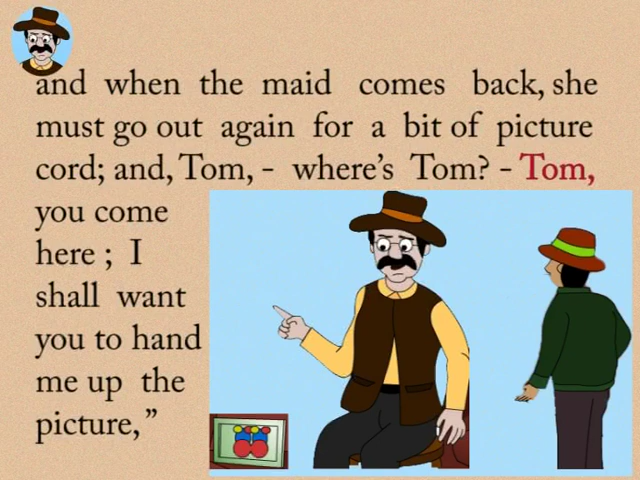 and when the maid comes back, she
must go out again for a bit of picture
cord; and, Tom, - where's Tom? - Tom,
you come
here ; I
shall want
you to hand
me up the
picture,”